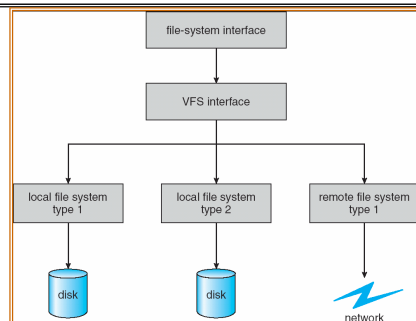 file-system interface
VFS interface
local file system
type 1
local file system
type 2
remote file system
type 1
disk
disk
network